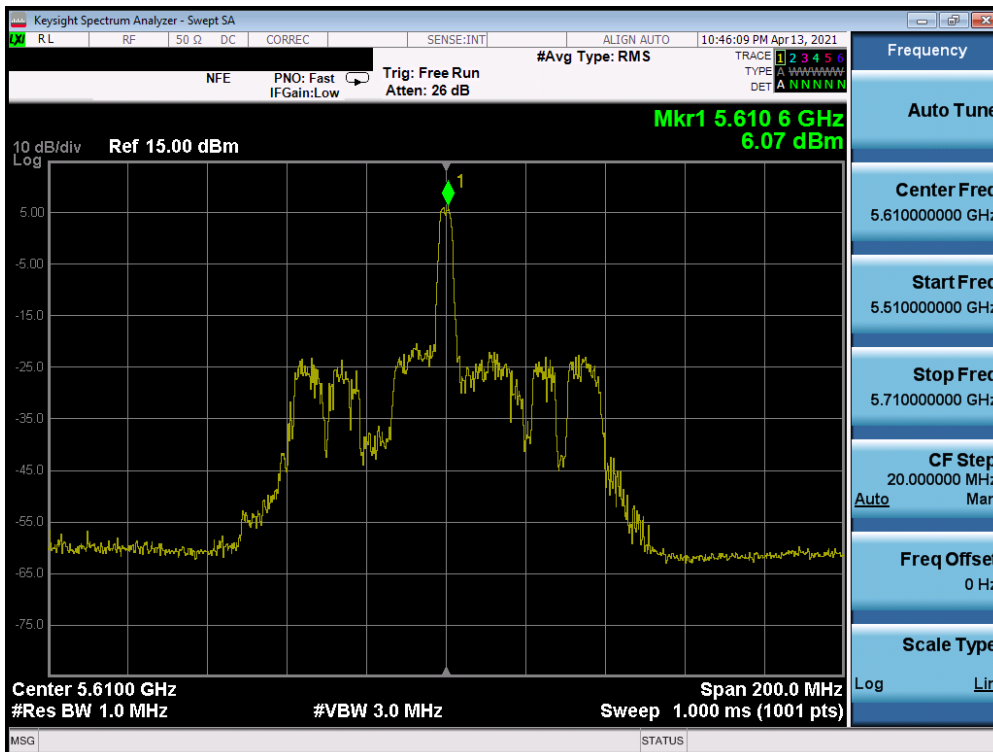 Keysight Spectrum Analyzer - Swept SA
LXI RL RF 50 Ω DC CORREC SENSE:INT ALIGN AUTO 10:46:09 PM Apr 13, 2021
NFE PNO: Fast IFGain:Low Trig: Free Run Atten: 26 dB
#Avg Type: RMS
TRACE 1 2 3 4 5 6
TYPE A WWWWW
DET A N N N N N
Mkr1 5.610 6 GHz
6.07 dBm
10 dB/div Ref 15.00 dBm
Log
1
5.00
-5.00
-15.0
-25.0
-35.0
-45.0
-55.0
-65.0
-75.0
Center 5.6100 GHz Span 200.0 MHz
#Res BW 1.0 MHz #VBW 3.0 MHz Sweep 1.000 ms (1001 pts)
MSG STATUS
Frequency
Auto Tune
Center Freq
5.610000000 GHz
Start Freq
5.510000000 GHz
Stop Freq
5.710000000 GHz
CF Step
20.000000 MHz
Auto Man
Freq Offset
0 Hz
Scale Type
Log Lin